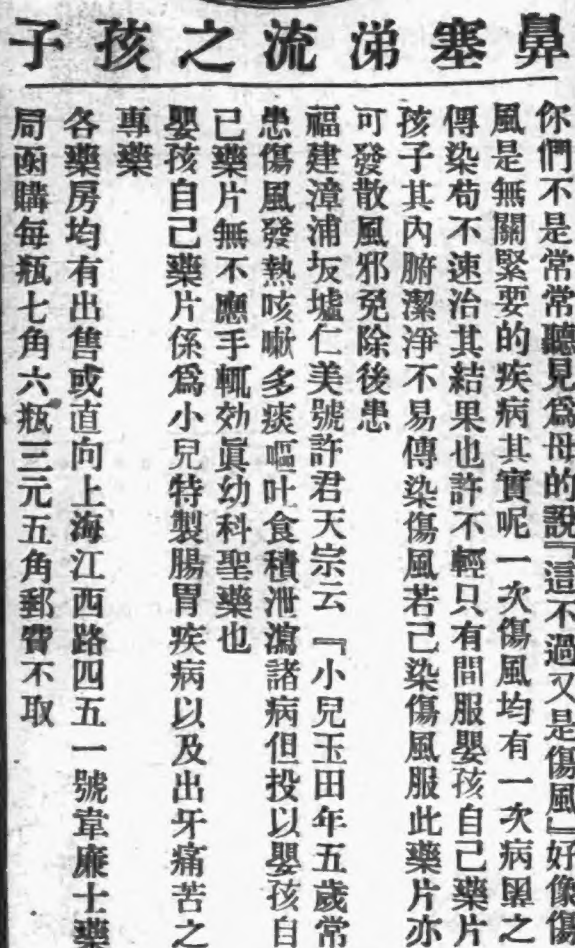 鼻塞涕流之孩子
你們不是常常聽見爲母的說『這不過又是傷風』好像傷
風是無關緊要的疾病其實呢一次傷風均有一次病困之
傳染苟不速治其結果也許不輕只有間服嬰孩自己藥片
孩子其內腑潔淨不易傳染傷風若已染傷風服此藥片亦
可發散風邪免除後患
福建漳浦坂墟仁美號許君天宗云『小兒玉田年五歲常
患傷風發熱咳嗽多痰嘔吐食積泄瀉諸病但投以嬰孩自
己藥片無不應手輒効眞幼科聖藥也
嬰孩自己藥片係爲小兒特製腸胃疾病以及出牙痛苦之
專藥
各藥房均有出售或直向上海江西路四五一號韋廉士藥
局函購每瓶七角六瓶三元五角郵費不取